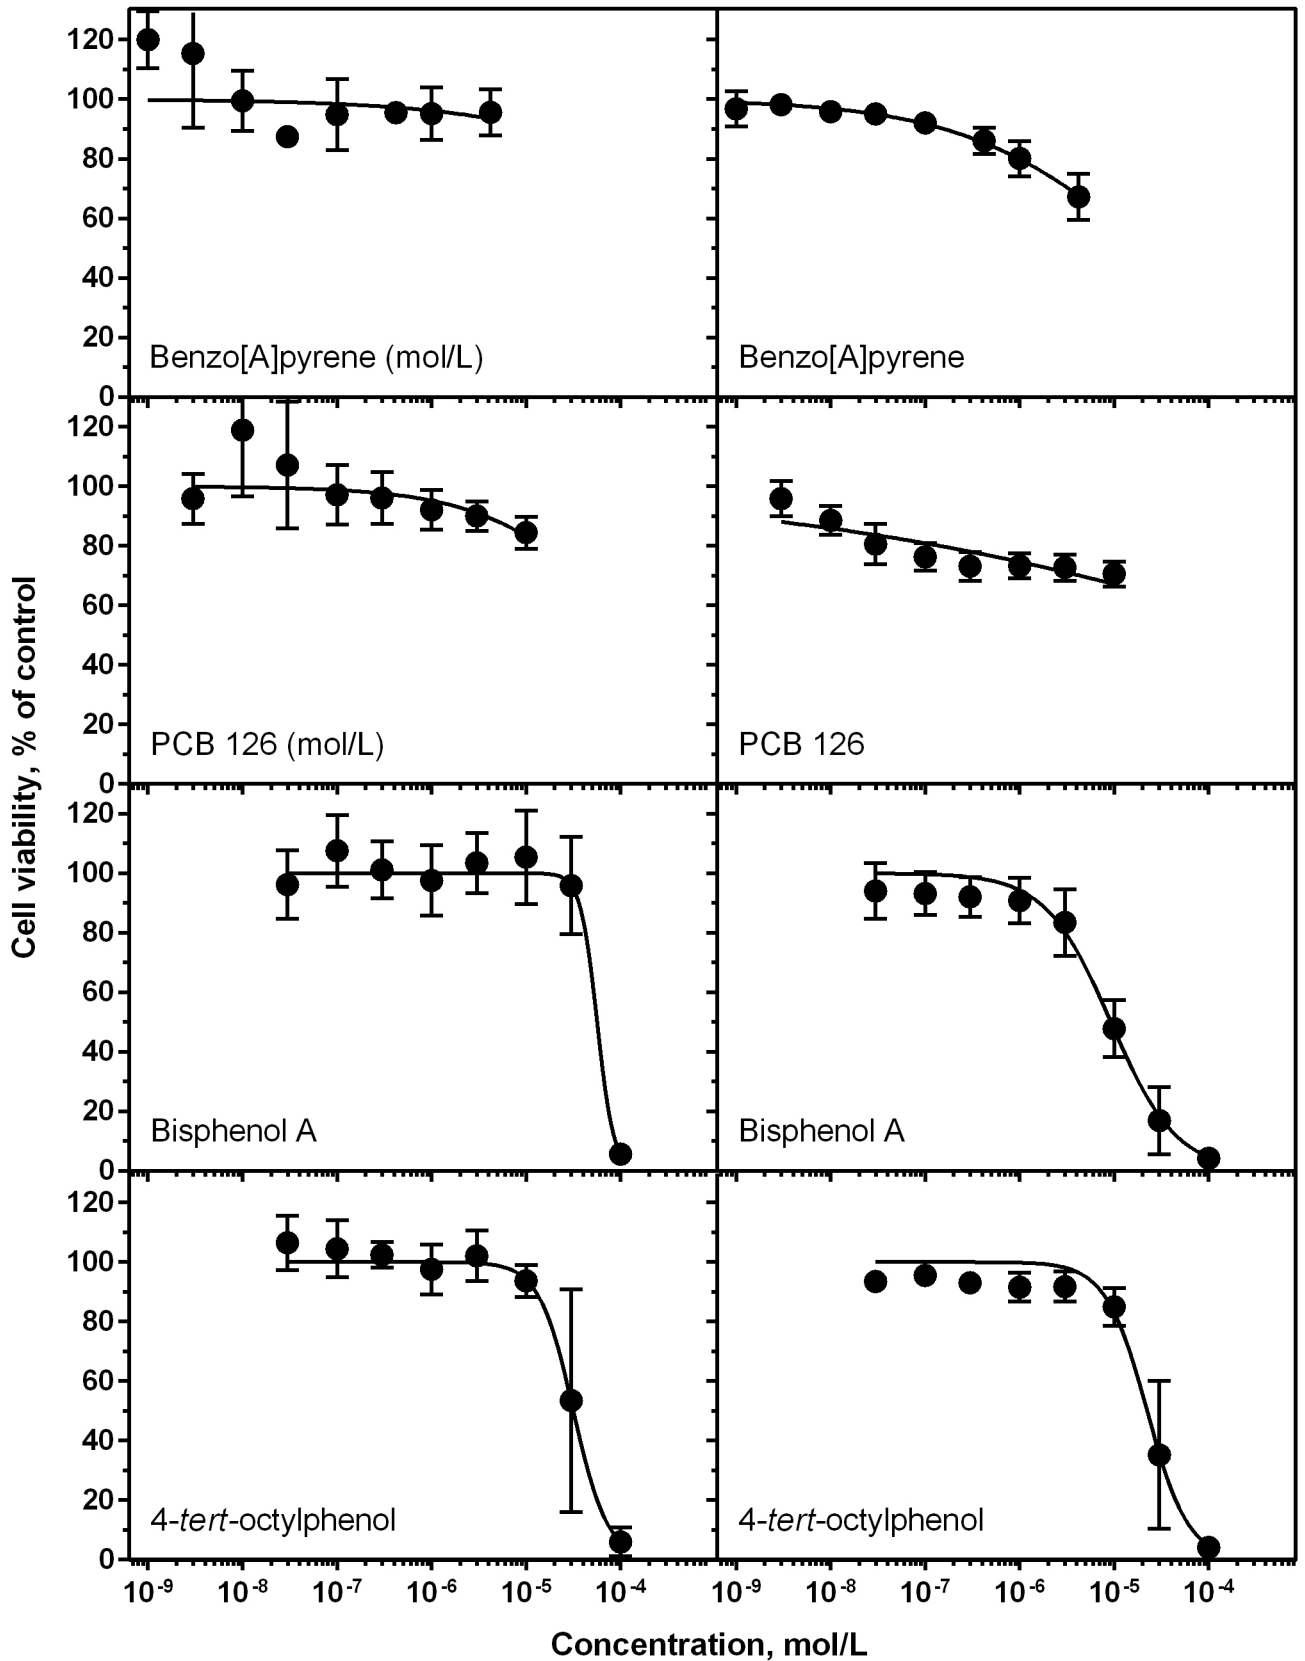 Cell viability, % of control
120
100
80
60
40
20
0
Benzo[A]pyrene (mol/L)
Benzo[A]pyrene
120
100
80
60
40
20
0
PCB 126 (mol/L)
PCB 126
120
100
80
60
40
20
0
Bisphenol A
Bisphenol A
120
100
80
60
40
20
0
4-tert-octylphenol
4-tert-octylphenol
10-9 10-8 10-7 10-6 10-5 10-4 10-9 10-8 10-7 10-6 10-5 10-4
Concentration, mol/L